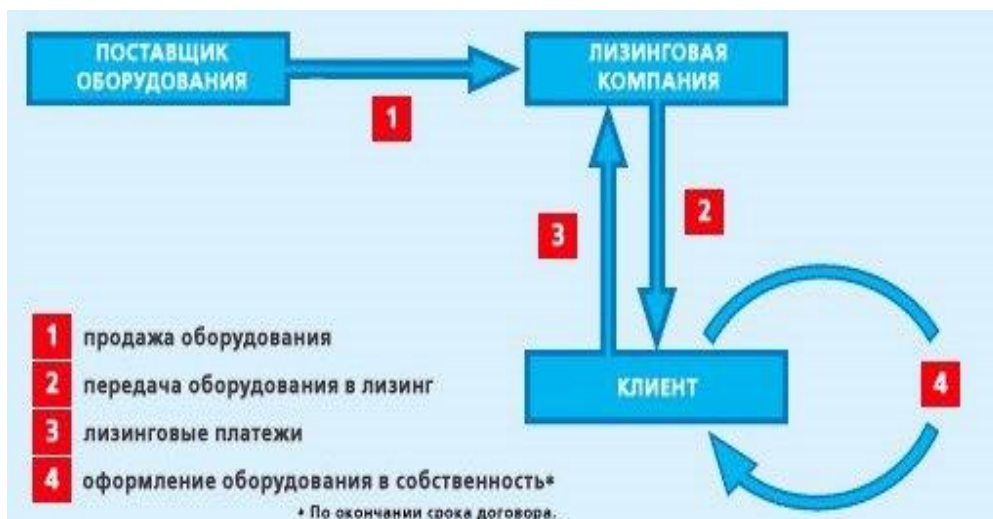 ПОСТАВЩИК
ОБОРУДОВАНИЯ
ЛИЗИНГОВАЯ
КОМПАНИЯ
1
2
3
КЛИЕНТ
4
1 продажа оборудования
2 передача оборудования в лизинг
3 лизинговые платежи
4 оформление оборудования в собственность*
* По окончании срока договора.